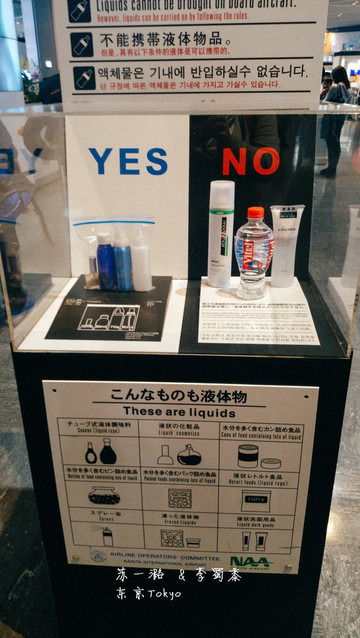 Liquids cannot be brought on board aircraft.
However, liquids can be carried on by following the rules.
不能携带液体物品。
但是，具有以下条件的液体是可以携带的。
액체물은 기내에 반입하실수 없습니다.
단 규정에 따른 액체물은 기내에 가지고 가실수 있습니다.
YES
NO
こんなものも液体物
These are liquids
チューブ式液体調味料
Sauces (liquid type)
液状の化粧品
Liquid cosmetics
水分を多く含むカン詰め食品
Cans of food containing lots of liquid
水分を多く含むビン詰め食品
Bottles of food containing lots of liquid
水分を多く含むパック詰め食品
Packed foods containing lots of liquid
液状レトルト食品
Retort foods (liquid type)
CURRY
スプレー缶
Sprays
凍った液体物
Frozen liquids
液状洗面用品
Liquid bath goods
AIRLINE OPERATORS' COMMITTEE
NARITA INTERNATIONAL AIRPORT
NAA
苏一潞 & 李蜀黍
东京Tokyo